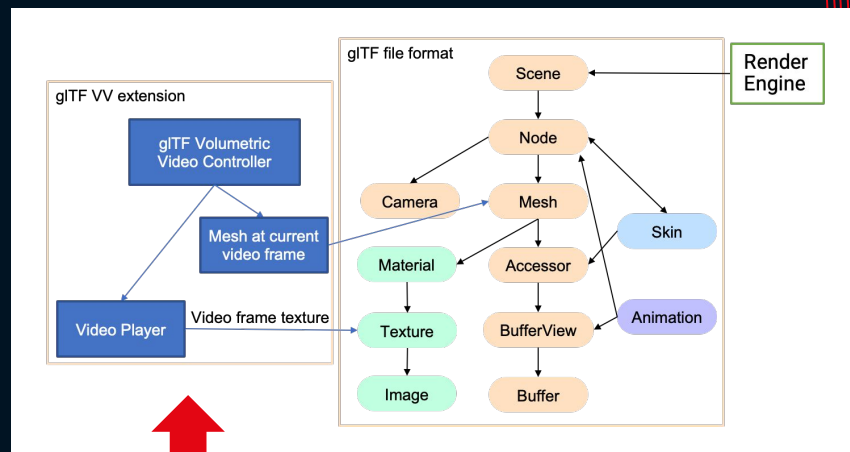 glTF file format
Render
Engine
Scene
glTF VV extension
glTF Volumetric
Video Controller
Node
Camera
Mesh
Mesh at current
video frame
Skin
Material
Accessor
Video Player
Video frame texture
Texture
BufferView
Animation
Image
Buffer